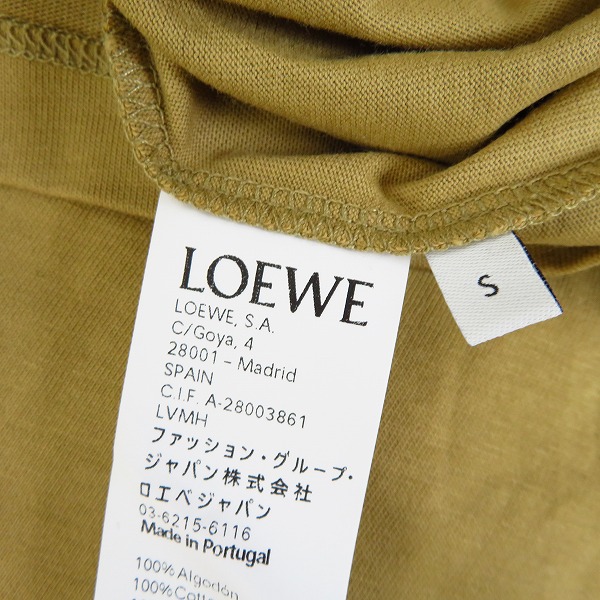 LOEWE
LOEWE, S.A.
C/Goya, 4
28001 – Madrid
SPAIN
C.I.F. A-28003861
LVMH
ファッション・グループ・
ジャパン株式会社
ロエベジャパン
03-6215-6116
Made in Portugal
100% Algodón
100% Cotto
S